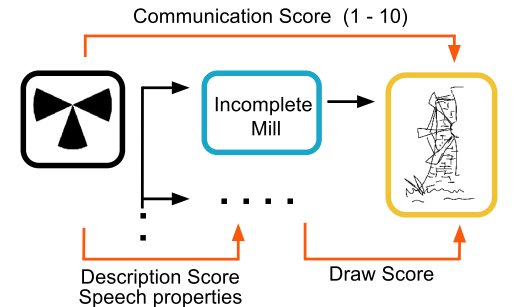 Communication Score (1 - 10)
Incomplete
Mill
Description Score
Speech properties
Draw Score